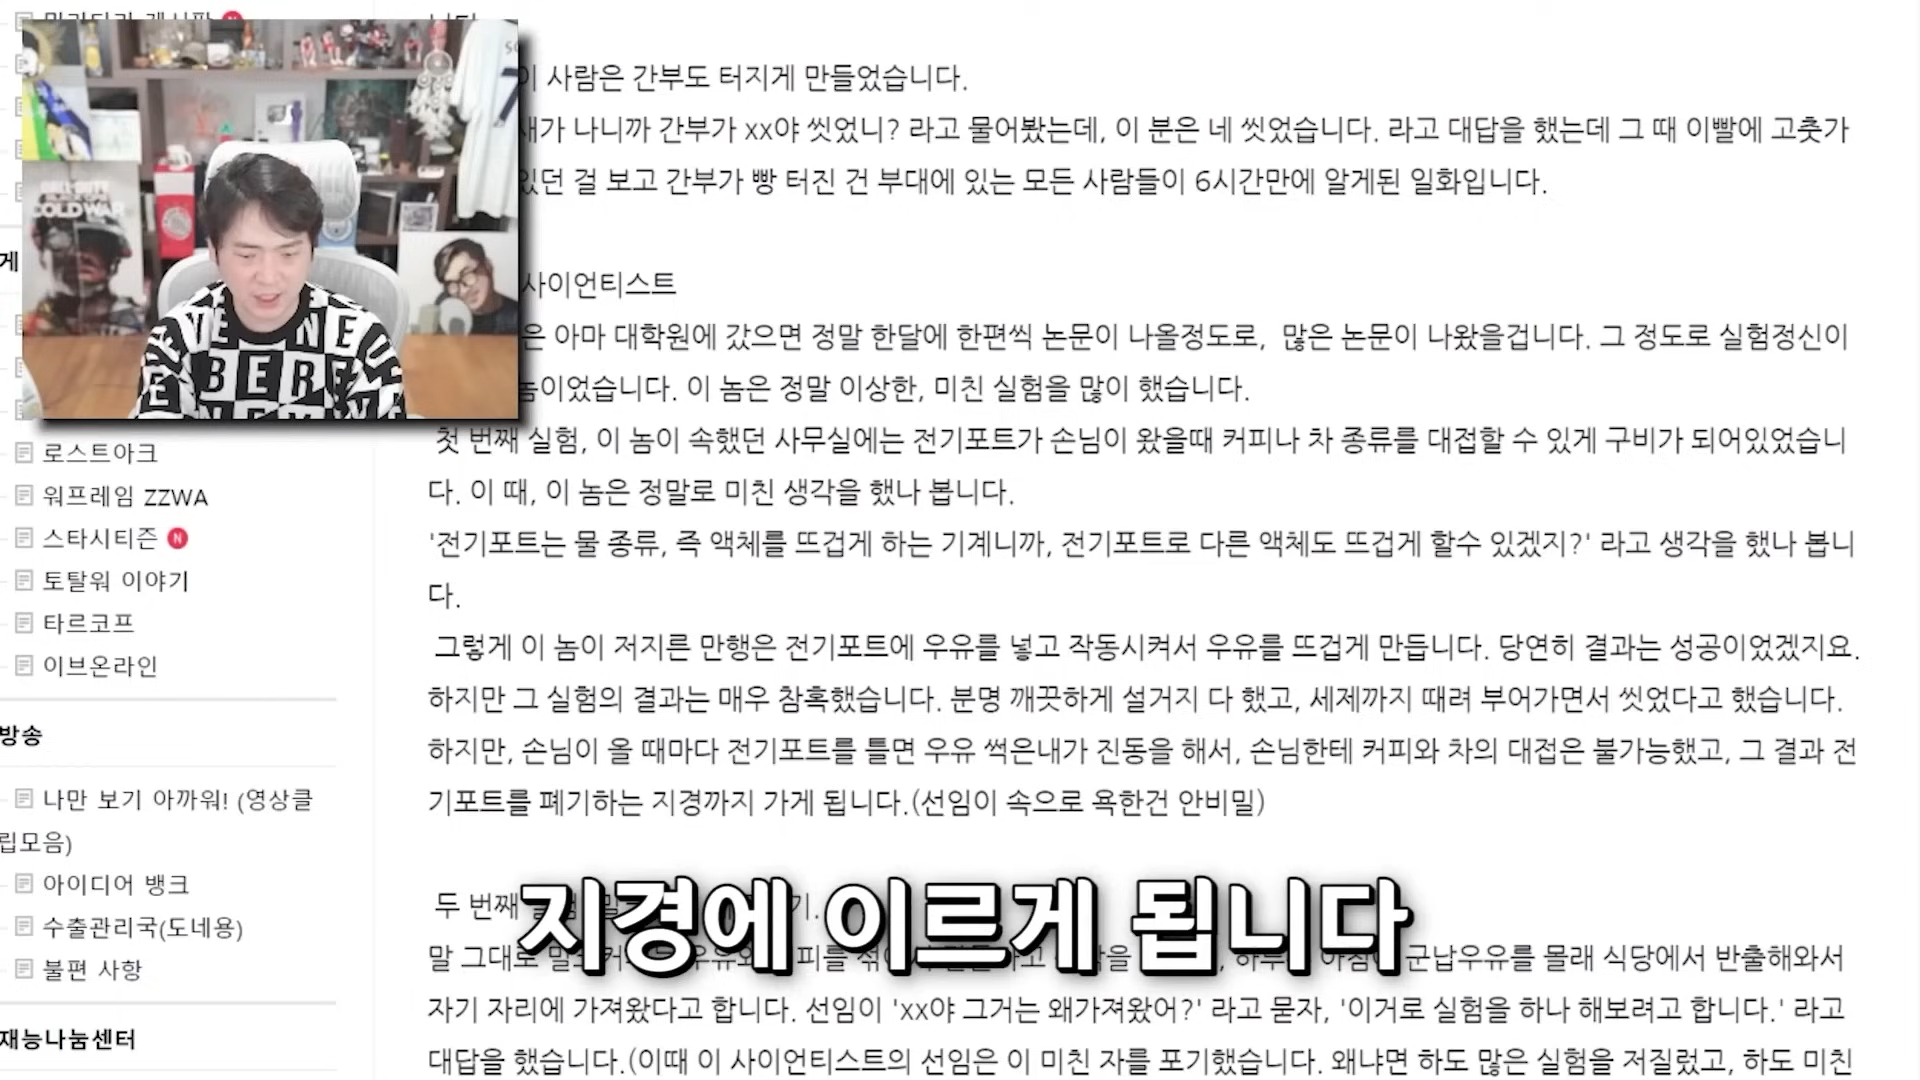 이 사람은 간부도 터지게 만들었습니다.
새가 나니까 간부가 xx야 씻었니? 라고 물어봤는데, 이 분은 네 씻었습니다. 라고 대답을 했는데 그 때 이빨에 고춧가
있던 걸 보고 간부가 빵 터진 건 부대에 있는 모든 사람들이 6시간만에 알게된 일화입니다.
사이언티스트
은 아마 대학원에 갔으면 정말 한달에 한편씩 논문이 나올정도로, 많은 논문이 나왔을겁니다. 그 정도로 실험정신이
놈이었습니다. 이 놈은 정말 이상한, 미친 실험을 많이 했습니다.
첫 번째 실험, 이 놈이 속했던 사무실에는 전기포트가 손님이 왔을때 커피나 차 종류를 대접할 수 있게 구비가 되어있었습니
다. 이 때, 이 놈은 정말로 미친 생각을 했나 봅니다.
'전기포트는 물 종류, 즉 액체를 뜨겁게 하는 기계니까, 전기포트로 다른 액체도 뜨겁게 할수 있겠지?' 라고 생각을 했나 봅니
다.
그렇게 이 놈이 저지른 만행은 전기포트에 우유를 넣고 작동시켜서 우유를 뜨겁게 만듭니다. 당연히 결과는 성공이었겠지요.
하지만 그 실험의 결과는 매우 참혹했습니다. 분명 깨끗하게 설거지 다 했고, 세제까지 때려 부어가면서 씻었다고 했습니다.
하지만, 손님이 올 때마다 전기포트를 틀면 우유 썩은내가 진동을 해서, 손님한테 커피와 차의 대접은 불가능했고, 그 결과 전
기포트를 폐기하는 지경까지 가게 됩니다.(선임이 속으로 욕한건 안비밀)
두 번째
말 그대로 군납우유를 몰래 식당에서 반출해와서
자기 자리에 가져왔다고 합니다. 선임이 'xx야 그거는 왜가져왔어?' 라고 묻자, '이거로 실험을 하나 해보려고 합니다.' 라고
대답을 했습니다.(이때 이 사이언티스트의 선임은 이 미친 자를 포기했습니다. 왜냐면 하도 많은 실험을 저질렀고, 하도 미친
지경에 이르게 됩니다
게
로스트아크
워프레임 ZZWA
스타시티즌 N
토탈워 이야기
타르코프
이브온라인
방송
나만 보기 아까워! (영상클
립모음)
아이디어 뱅크
수출관리국(도네용)
불편 사항
재능나눔센터
COLD WAR
BER